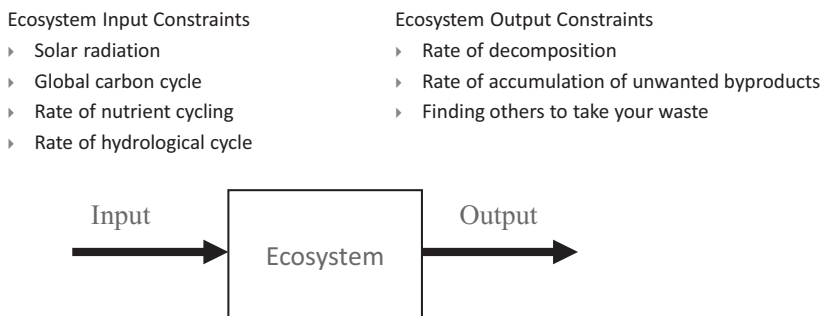 Ecosystem Input Constraints
‣ Solar radiation
‣ Global carbon cycle
‣ Rate of nutrient cycling
‣ Rate of hydrological cycle
Ecosystem Output Constraints
‣ Rate of decomposition
‣ Rate of accumulation of unwanted byproducts
‣ Finding others to take your waste
Input
Ecosystem
Output